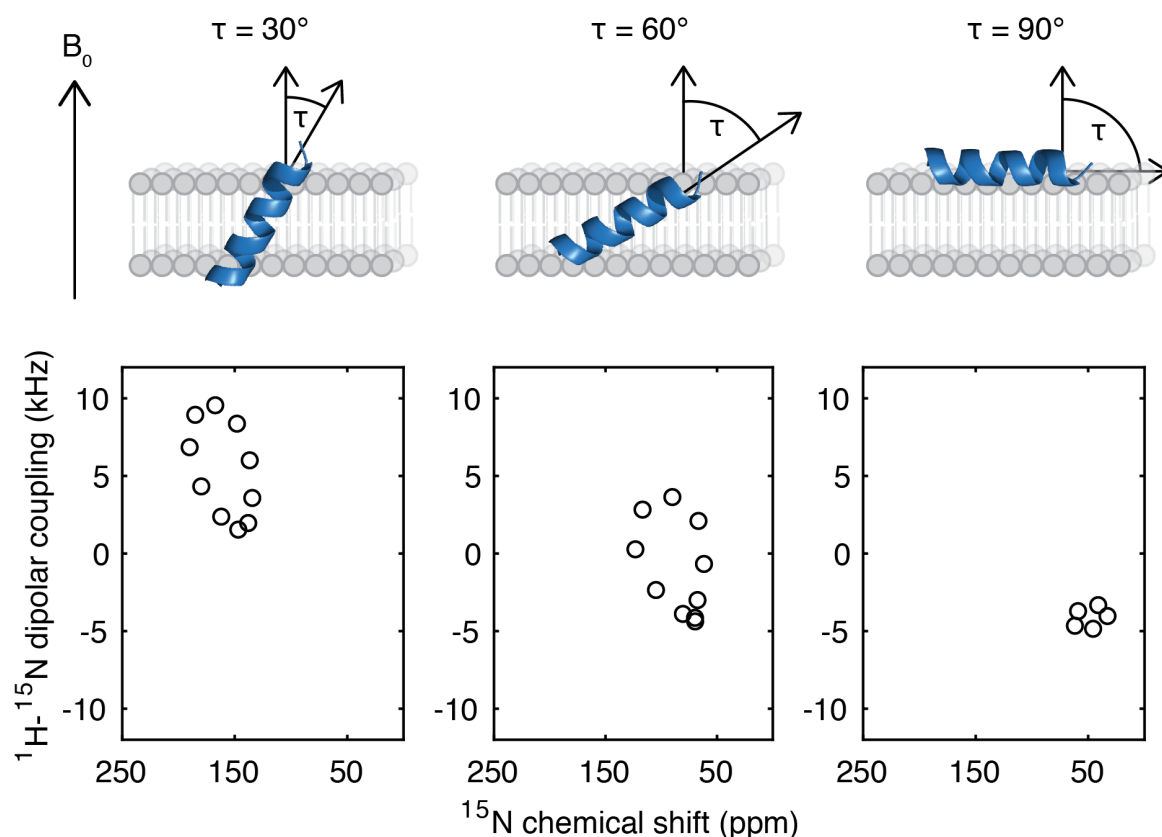 τ = 30°
τ = 60°
τ = 90°
B₀
τ
τ
τ
¹H-¹⁵N dipolar coupling (kHz)
10
5
0
-5
-10
10
5
0
-5
-10
10
5
0
-5
-10
250
150
50
250
150
50
250
150
50
¹⁵N chemical shift (ppm)